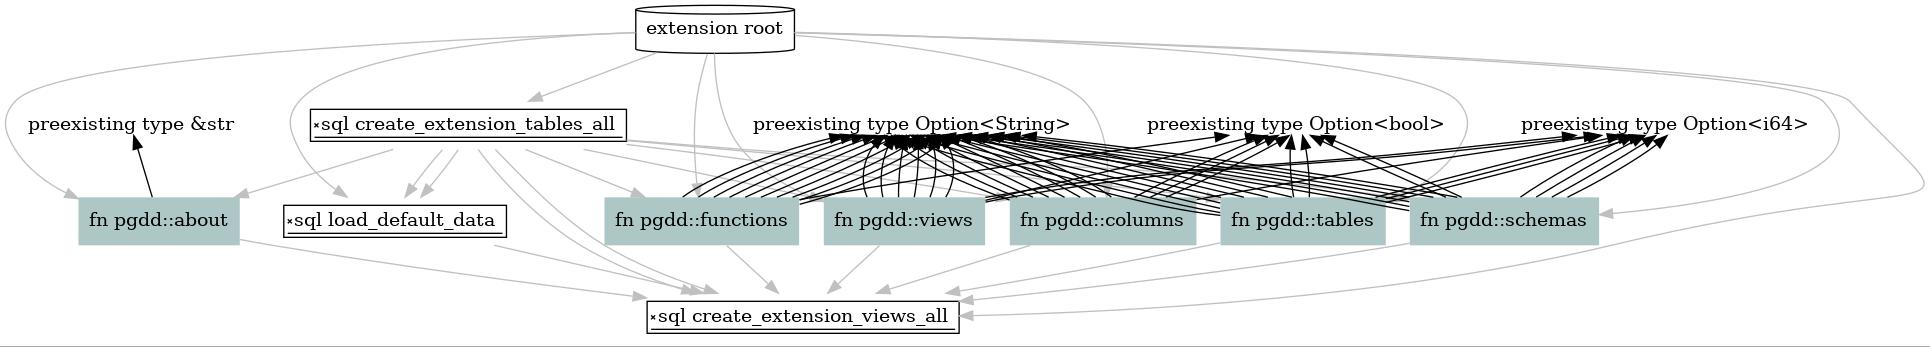 extension root
preexisting type &str
sql create_extension_tables_all
preexisting type Option<String>
preexisting type Option<bool>
preexisting type Option<i64>
fn pgdd::about
sql load_default_data
fn pgdd::functions
fn pgdd::views
fn pgdd::columns
fn pgdd::tables
fn pgdd::schemas
sql create_extension_views_all